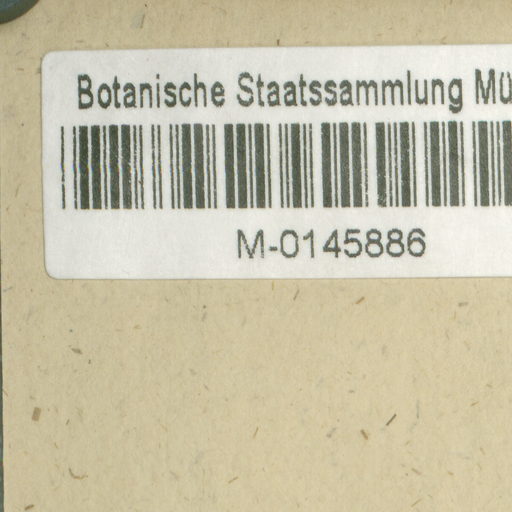 Botanische Staatssammlung Mü
M-0145886